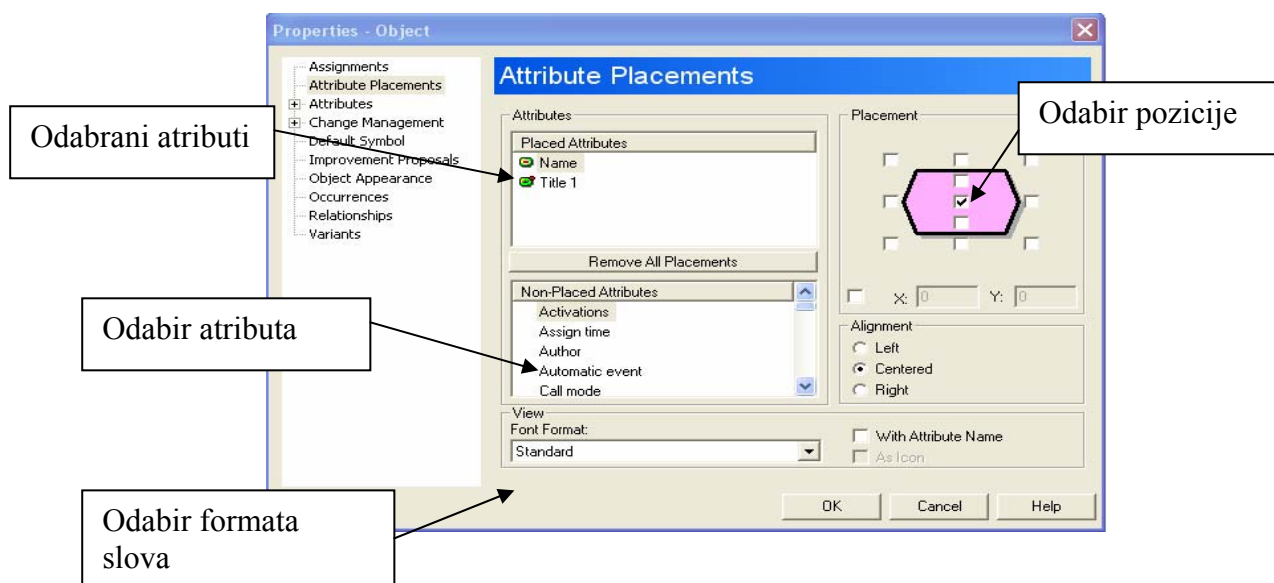 Properties - Object
Assignments
Attribute Placements
Attributes
Change Management
Default Symbol
Improvement Proposals
Object Appearance
Occurrences
Relationships
Variants
Attribute Placements
Attributes
Placed Attributes
Name
Title 1
Remove All Placements
Non-Placed Attributes
Activations
Assign time
Author
Automatic event
Call mode
Placement
X: 0 Y: 0
Alignment
Left
Centered
Right
View
Font Format:
Standard
With Attribute Name
As Icon
OK Cancel Help
Odabrani atributi
Odabir pozicije
Odabir atributa
Odabir formata
slova